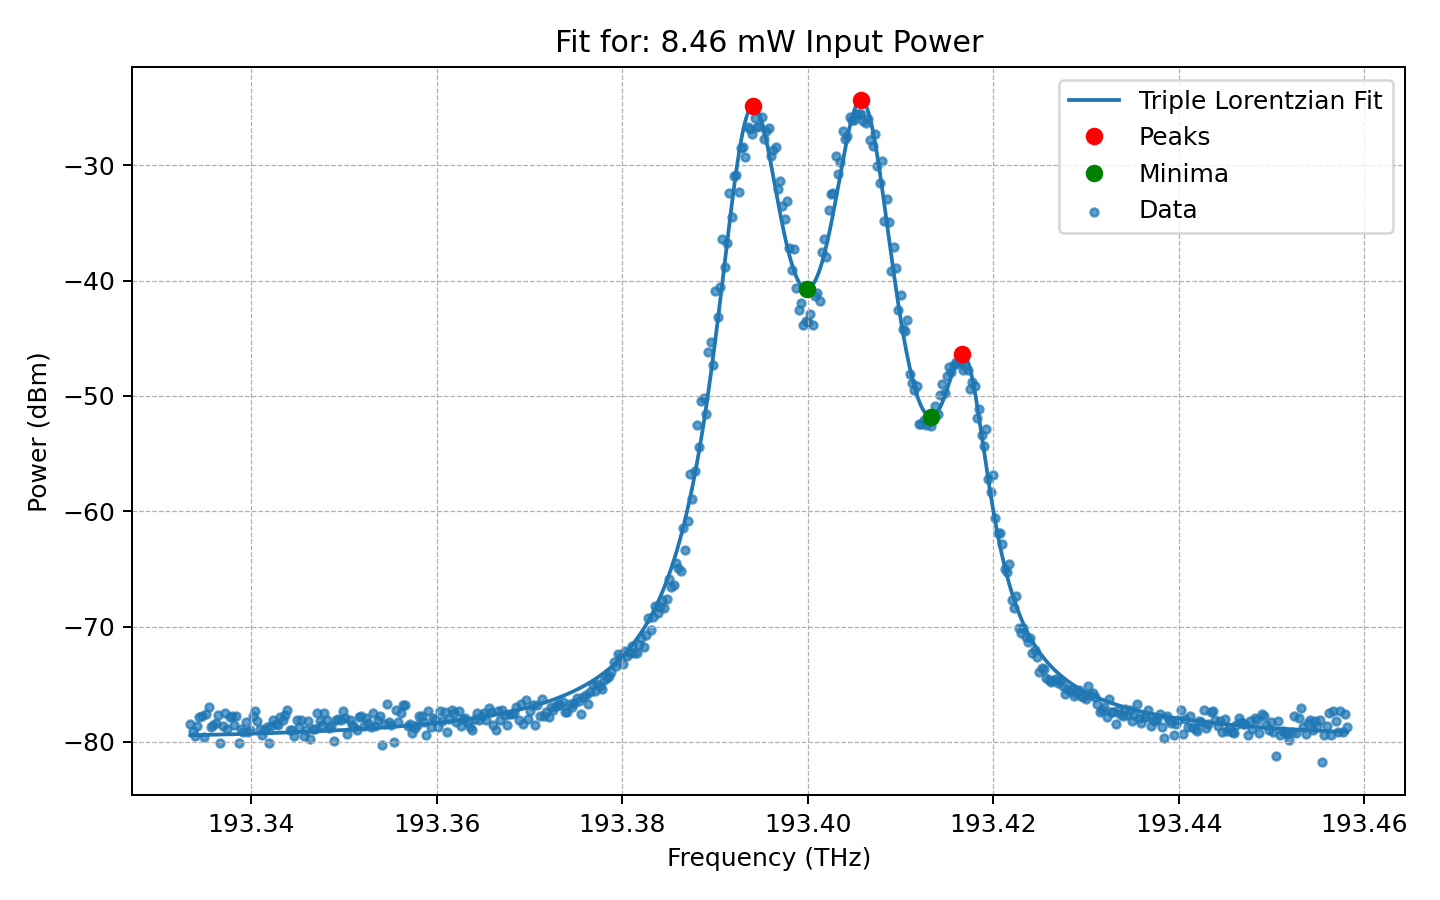 Fit for: 8.46 mW Input Power
Triple Lorentzian Fit
Peaks
Minima
Data
Power (dBm)
−30
−40
−50
−60
−70
−80
193.34 193.36 193.38 193.40 193.42 193.44 193.46
Frequency (THz)